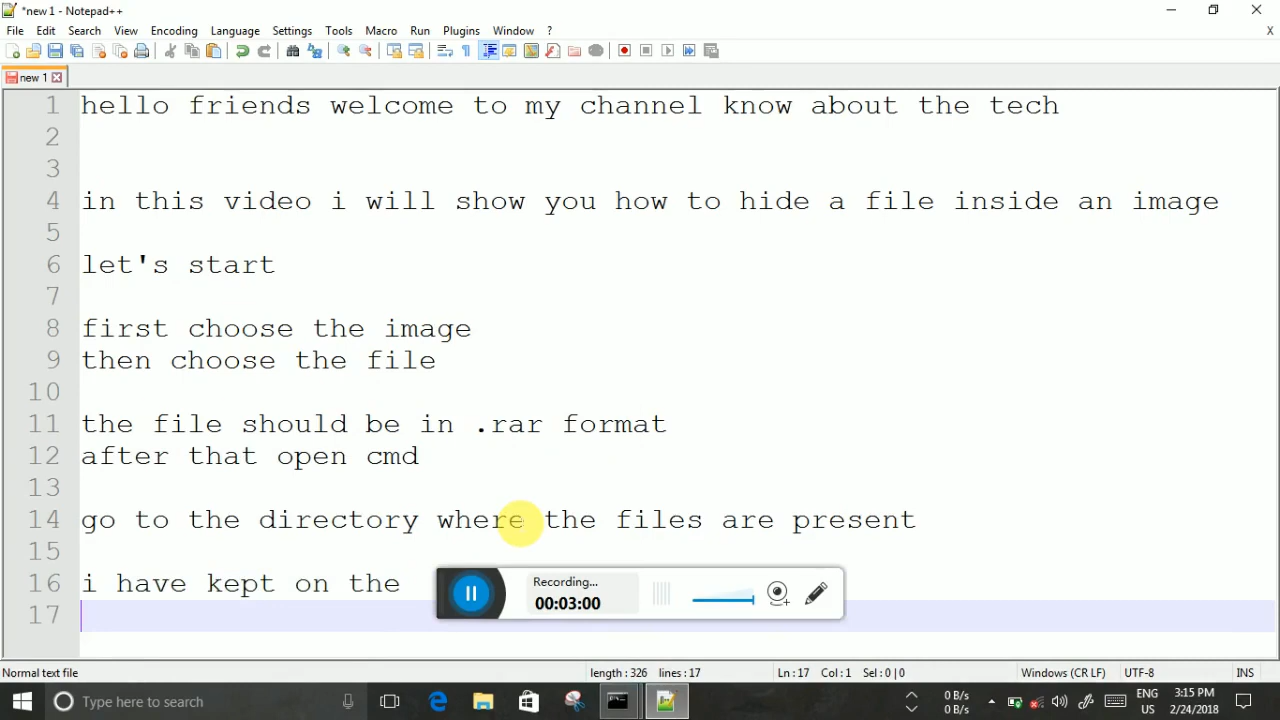 *new 1 - Notepad++
File Edit Search View Encoding Language Settings Tools Macro Run Plugins Window ? X
new 1
1 hello friends welcome to my channel know about the tech
2
3
4 in this video i will show you how to hide a file inside an image
5
6 let's start
7
8 first choose the image
9 then choose the file
10
11 the file should be in .rar format
12 after that open cmd
13
14 go to the directory where the files are present
15
16 i have kept on the
17
Recording...
00:03:00
Normal text file length : 326 lines : 17 Ln : 17 Col : 1 Sel : 0 | 0 Windows (CR LF) UTF-8 INS
Type here to search
0 B/s
0 B/s
ENG
US
3:15 PM
2/24/2018